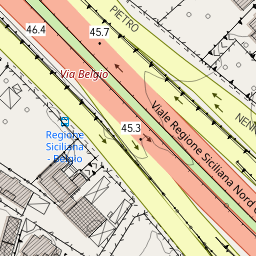 PIETRO
46.4
45.7
Via Belgio
Viale Regione Siciliana Nord
NENN
Regione
Siciliana
- Belgio
45.3